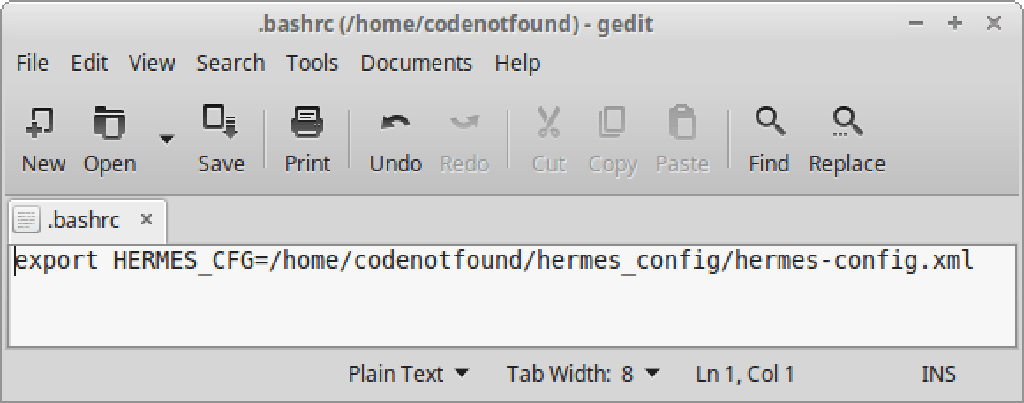 .bashrc (/home/codenotfound) - gedit
File Edit View Search Tools Documents Help
New Open Save Print Undo Redo Cut Copy Paste Find Replace
.bashrc
export HERMES_CFG=/home/codenotfound/hermes_config/hermes-config.xml
Plain Text Tab Width: 8 Ln 1, Col 1 INS